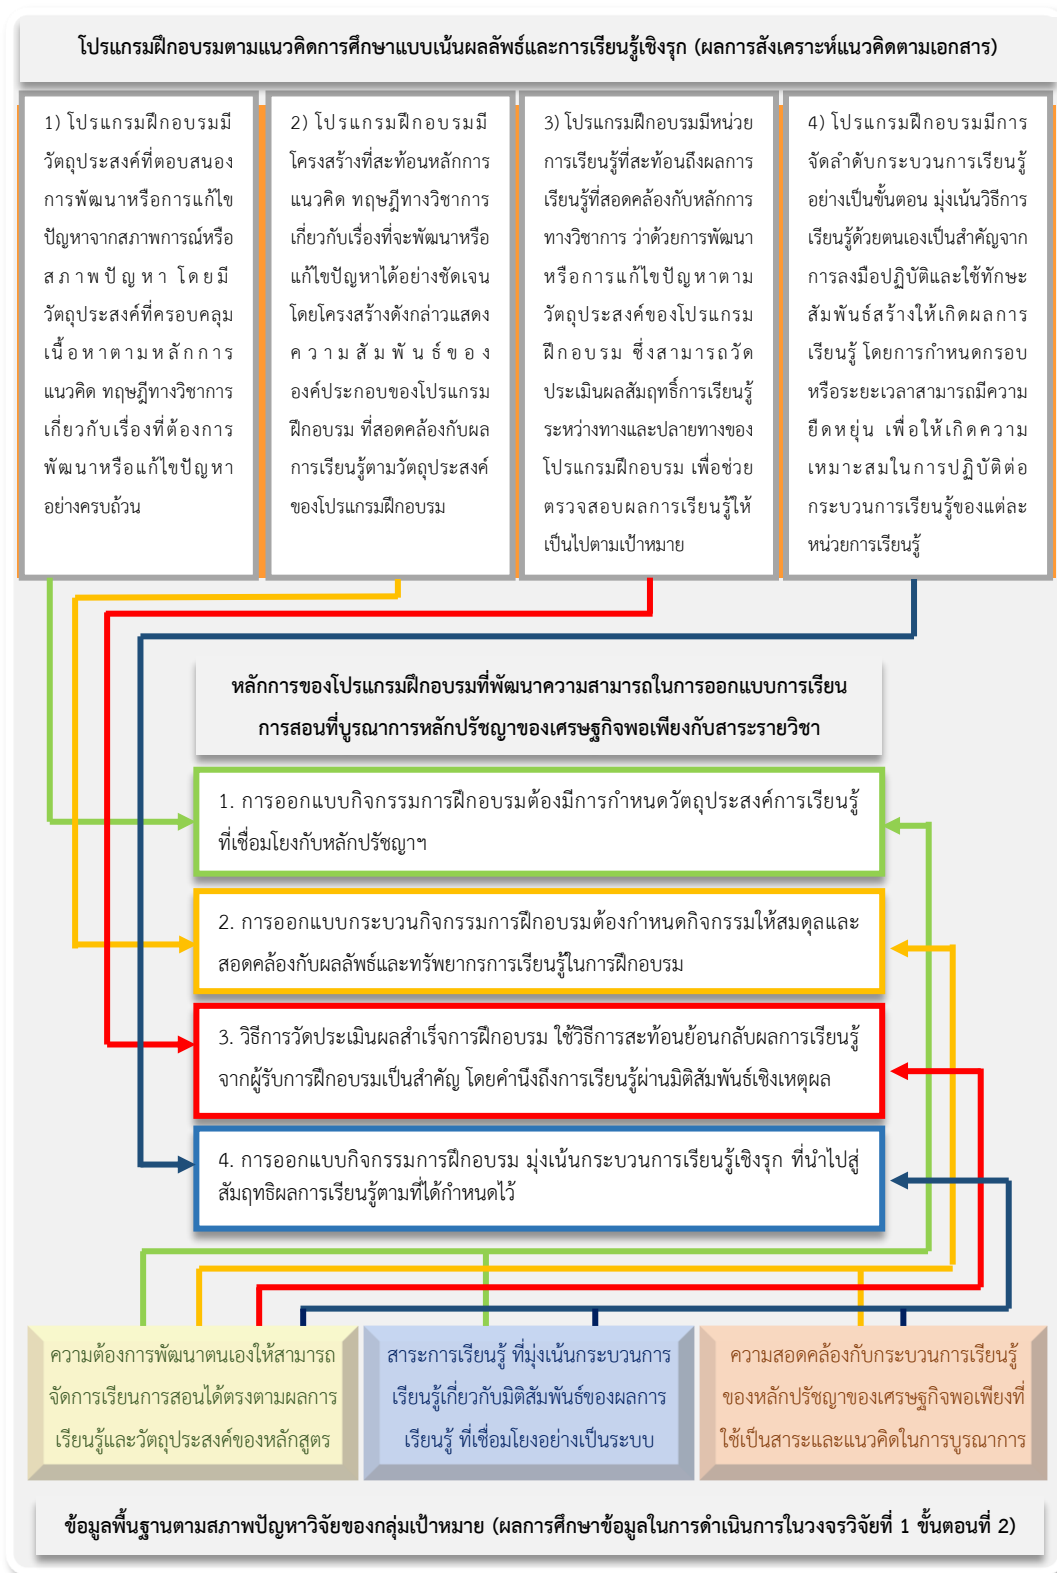 โปรแกรมฝึกอบรมตามแนวคิดการศึกษาแบบเน้นผลลัพธ์และการเรียนรู้เชิงรุก (ผลการสังเคราะห์แนวคิดตามเอกสาร)
1) โปรแกรมฝึกอบรมมี
วัตถุประสงค์ที่ตอบสนอง
การพัฒนาหรือการแก้ไข
ปัญหาจากสภาพการณ์หรือ
สภาพปัญหา โดยมี
วัตถุประสงค์ที่ครอบคลุม
เนื้อหาตามหลักการ
แนวคิด ทฤษฎีทางวิชาการ
เกี่ยวกับเรื่องที่ต้องการ
พัฒนาหรือแก้ไขปัญหา
อย่างครบถ้วน
2) โปรแกรมฝึกอบรมมี
โครงสร้างที่สะท้อนหลักการ
แนวคิด ทฤษฎีทางวิชาการ
เกี่ยวกับเรื่องที่จะพัฒนาหรือ
แก้ไขปัญหาได้อย่างชัดเจน
โดยโครงสร้างดังกล่าวแสดง
ความสัมพันธ์ของ
องค์ประกอบของโปรแกรม
ฝึกอบรม ที่สอดคล้องกับผล
การเรียนรู้ตามวัตถุประสงค์
ของโปรแกรมฝึกอบรม
3) โปรแกรมฝึกอบรมมีหน่วย
การเรียนรู้ที่สะท้อนถึงผลการ
เรียนรู้ที่สอดคล้องกับหลักการ
ทางวิชาการ ว่าด้วยการพัฒนา
หรือการแก้ไขปัญหาตาม
วัตถุประสงค์ของโปรแกรม
ฝึกอบรม ซึ่งสามารถวัด
ประเมินผลสัมฤทธิ์การเรียนรู้
ระหว่างทางและปลายทางของ
โปรแกรมฝึกอบรม เพื่อช่วย
ตรวจสอบผลการเรียนรู้ให้
เป็นไปตามเป้าหมาย
4) โปรแกรมฝึกอบรมมีการ
จัดลำดับกระบวนการเรียนรู้
อย่างเป็นขั้นตอน มุ่งเน้นวิธีการ
เรียนรู้ด้วยตนเองเป็นสำคัญจาก
การลงมือปฏิบัติและใช้ทักษะ
สัมพันธ์สร้างให้เกิดผลการ
เรียนรู้ โดยการกำหนดกรอบ
หรือระยะเวลาสามารถมีความ
ยืดหยุ่น เพื่อให้เกิดความ
เหมาะสมในการปฏิบัติต่อ
กระบวนการเรียนรู้ของแต่ละ
หน่วยการเรียนรู้
หลักการของโปรแกรมฝึกอบรมที่พัฒนาความสามารถในการออกแบบการเรียน
การสอนที่บูรณาการหลักปรัชญาของเศรษฐกิจพอเพียงกับสาระรายวิชา
1. การออกแบบกิจกรรมการฝึกอบรมต้องมีการกำหนดวัตถุประสงค์การเรียนรู้
ที่เชื่อมโยงกับหลักปรัชญาฯ
2. การออกแบบกระบวนกิจกรรมการฝึกอบรมต้องกำหนดกิจกรรมให้สมดุลและ
สอดคล้องกับผลลัพธ์และทรัพยากรการเรียนรู้ในการฝึกอบรม
3. วิธีการวัดประเมินผลสำเร็จการฝึกอบรม ใช้วิธีการสะท้อนย้อนกลับผลการเรียนรู้
จากผู้รับการฝึกอบรมเป็นสำคัญ โดยคำนึงถึงการเรียนรู้ผ่านมิติสัมพันธ์เชิงเหตุผล
4. การออกแบบกิจกรรมการฝึกอบรม มุ่งเน้นกระบวนการเรียนรู้เชิงรุก ที่นำไปสู่
สัมฤทธิผลการเรียนรู้ตามที่ได้กำหนดไว้
ความต้องการพัฒนาตนเองให้สามารถ
จัดการเรียนการสอนได้ตรงตามผลการ
เรียนรู้และวัตถุประสงค์ของหลักสูตร
สาระการเรียนรู้ ที่มุ่งเน้นกระบวนการ
เรียนรู้เกี่ยวกับมิติสัมพันธ์ของผลการ
เรียนรู้ ที่เชื่อมโยงอย่างเป็นระบบ
ความสอดคล้องกับกระบวนการเรียนรู้
ของหลักปรัชญาของเศรษฐกิจพอเพียงที่
ใช้เป็นสาระและแนวคิดในการบูรณาการ
ข้อมูลพื้นฐานตามสภาพปัญหาวิจัยของกลุ่มเป้าหมาย (ผลการศึกษาข้อมูลในการดำเนินการในวงจรวิจัยที่ 1 ขั้นตอนที่ 2)